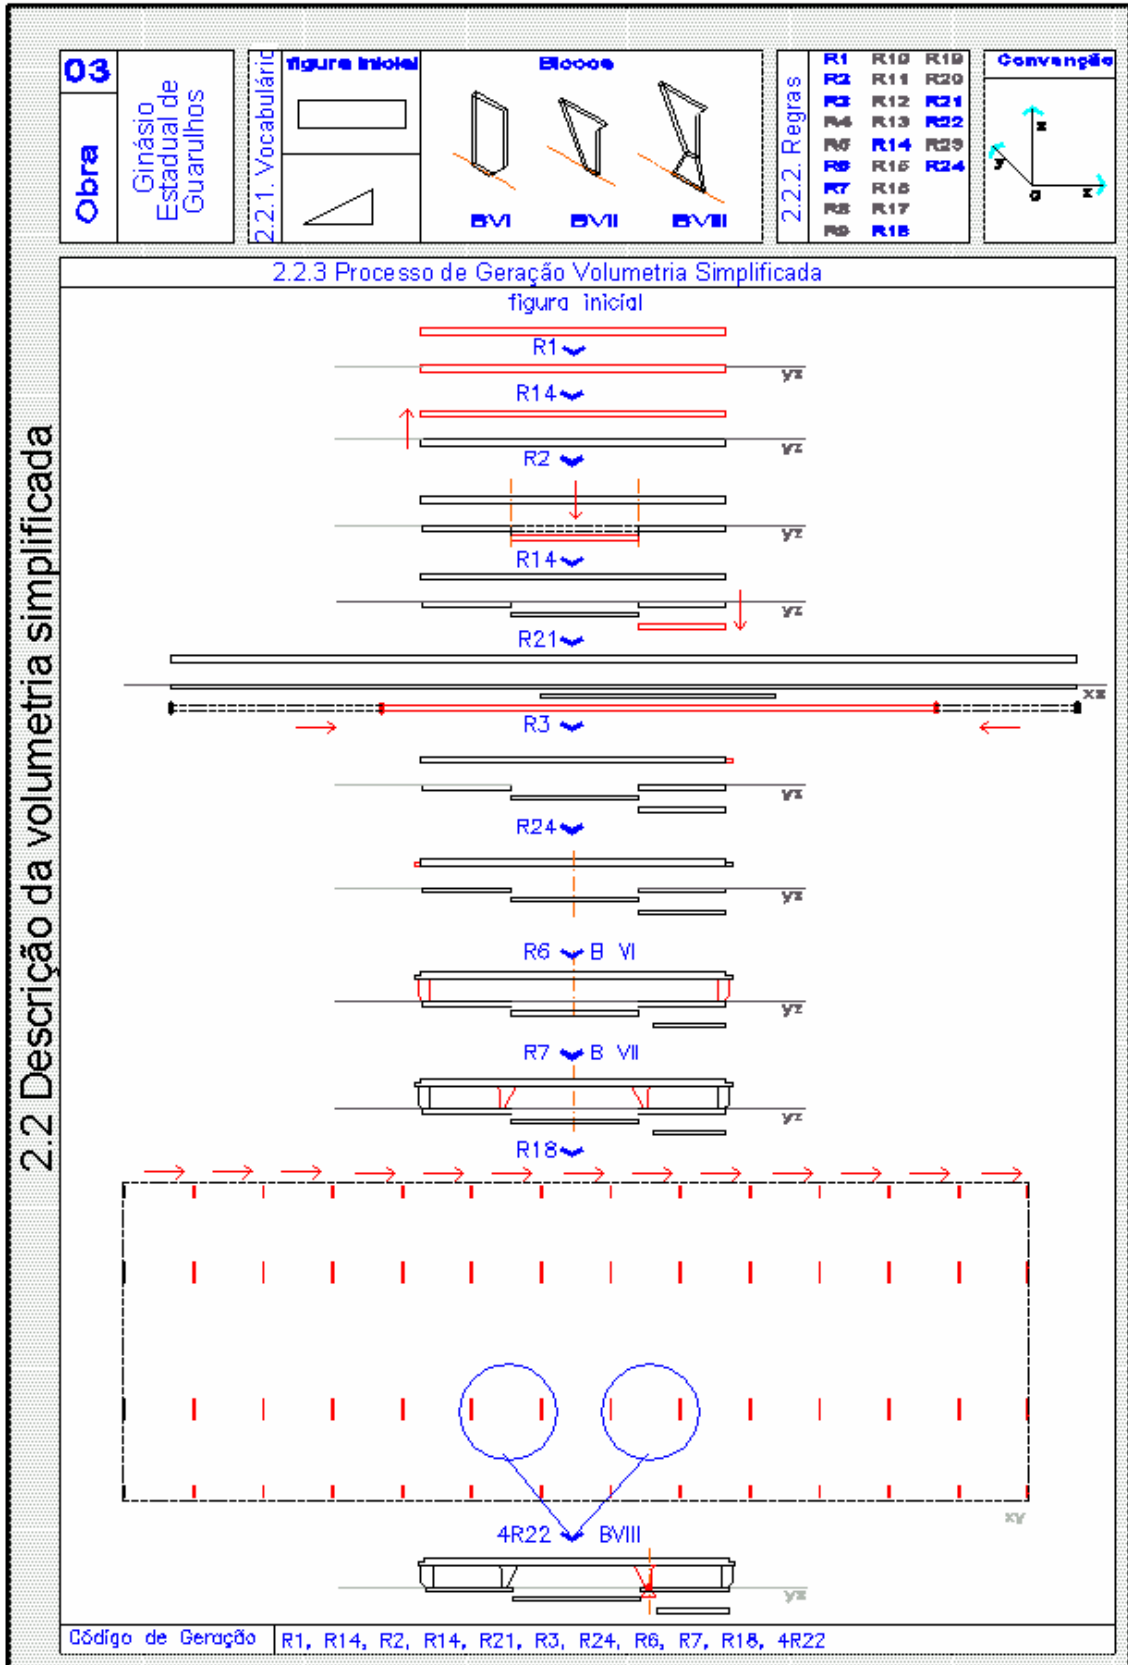 2.2 Descrição da volumetria simplificada
03
Obra
Ginásio
Estadual de
Guarulhos
2.2.1. Vocabulário
figura inicial
Blocos
BVI
BVII
BVIII
2.2.2. Regras
R1 R10 R19
R2 R11 R20
R3 R12 R21
R4 R13 R22
R5 R14 R23
R6 R15 R24
R7 R16
R8 R17
R9 R18
Convenção
z
y
o
x
2.2.3 Processo de Geração Volumetria Simplificada
figura inicial
R1
yz
R14
yz
R2
yz
R14
yz
R21
xz
R3
yz
R24
yz
R6 B VI
yz
R7 B VII
yz
R18
xy
4R22 BVIII
yz
Código de Geração R1, R14, R2, R14, R21, R3, R24, R6, R7, R18, 4R22